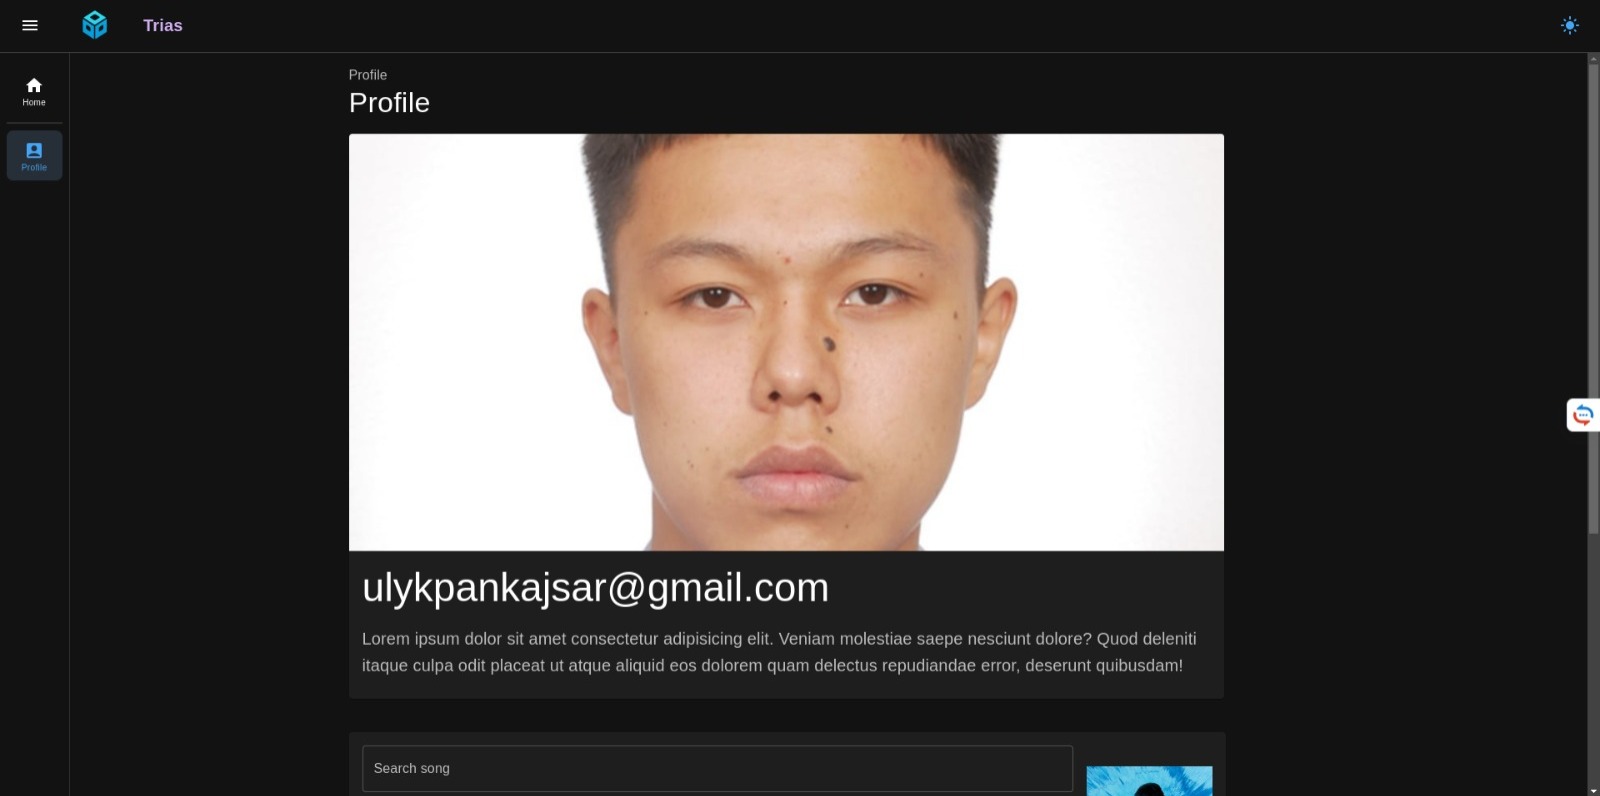 Trias
Home
Profile
Profile
Profile
ulykpankajsar@gmail.com
Lorem ipsum dolor sit amet consectetur adipisicing elit. Veniam molestiae saepe nesciunt dolore? Quod deleniti
itaque culpa odit placeat ut atque aliquid eos dolorem quam delectus repudiandae error, deserunt quibusdam!
Search song